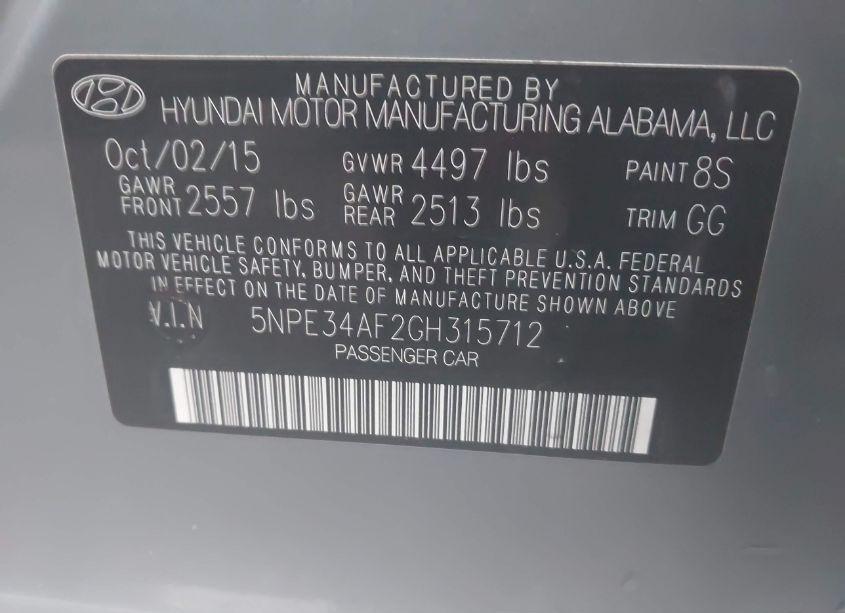 MANUFACTURED BY
HYUNDAI MOTOR MANUFACTURING ALABAMA, LLC
Oct/02/15 GVWR 4497 lbs PAINT 8S
GAWR FRONT 2557 lbs GAWR REAR 2513 lbs TRIM GG
THIS VEHICLE CONFORMS TO ALL APPLICABLE U.S.A. FEDERAL
MOTOR VEHICLE SAFETY, BUMPER, AND THEFT PREVENTION STANDARDS
IN EFFECT ON THE DATE OF MANUFACTURE SHOWN ABOVE
V.I.N 5NPE34AF2GH315712
PASSENGER CAR